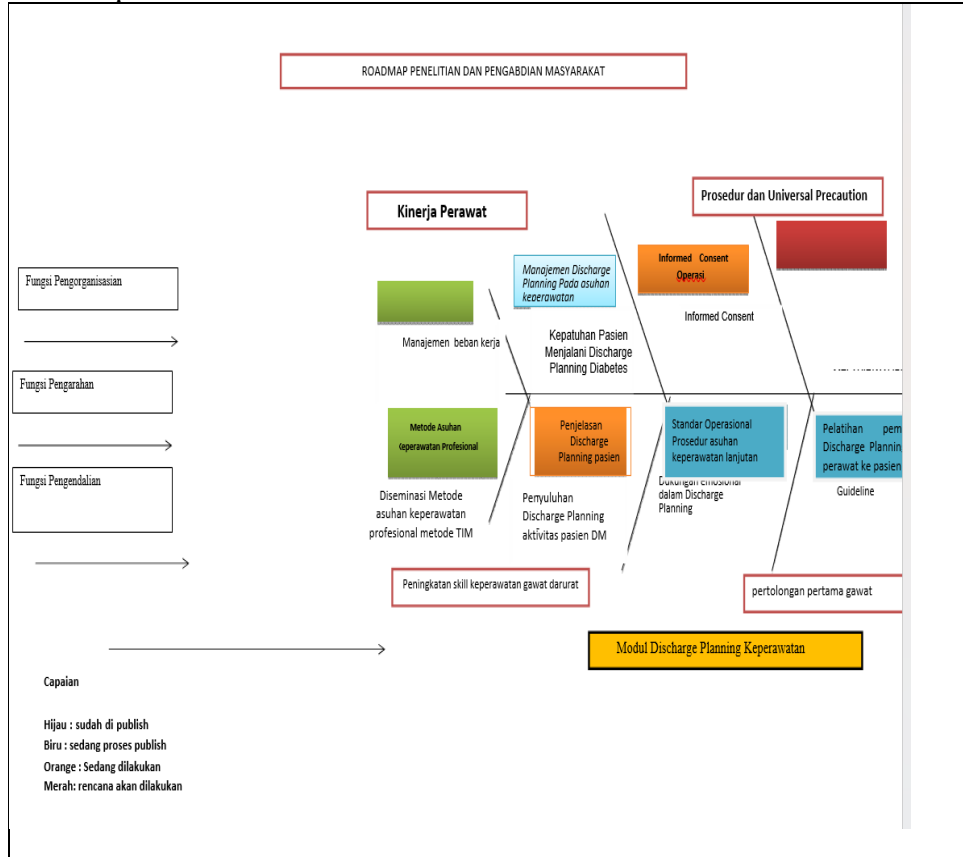 ROADMAP PENELITIAN DAN PENGABDIAN MASYARAKAT
Kinerja Perawat
Prosedur dan Universal Precaution
Fungsi Pengorganisasian
Manajemen Discharge
Planning Pada asuhan
keperawatan
Informed Consent
Operasi
Informed Consent
Manajemen beban kerja
Kepatuhan Pasien
Menjalani Discharge
Planning Diabetes
Fungsi Pengarahan
Metode Asuhan
Keperawatan Profesional
Penjelasan
Discharge
Planning pasien
Standar Operasional
Prosedur asuhan
keperawatan lanjutan
Pelatihan pem
Discharge Planning
perawat ke pasien
Fungsi Pengendalian
Diseminasi Metode
asuhan keperawatan
profesional metode TIM
Penyuluhan
Discharge Planning
aktivitas pasien DM
Dukungan emosional
dalam Discharge
Planning
Guideline
Peningkatan skill keperawatan gawat darurat
pertolongan pertama gawat
Modul Discharge Planning Keperawatan
Capaian
Hijau : sudah di publish
Biru : sedang proses publish
Orange : Sedang dilakukan
Merah: rencana akan dilakukan